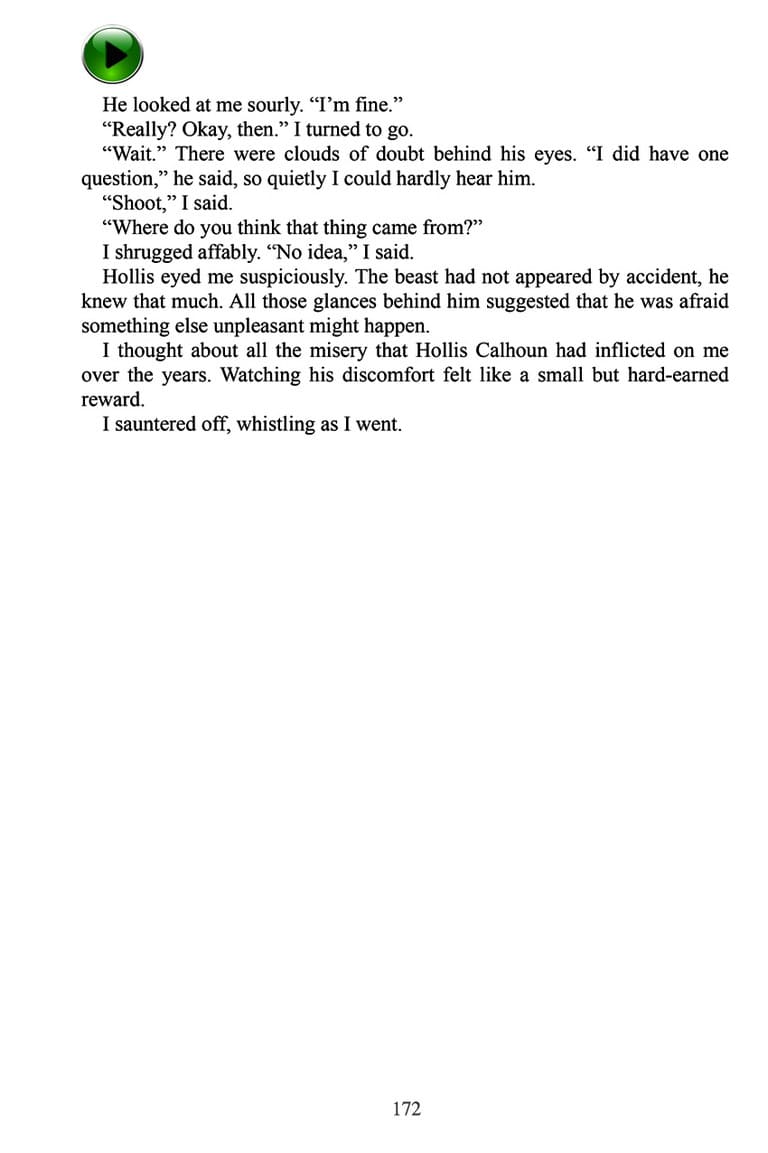 He looked at me sourly. “I’m fine.”
“Really? Okay, then.” I turned to go.
“Wait.” There were clouds of doubt behind his eyes. “I did have one
question,” he said, so quietly I could hardly hear him.
“Shoot,” I said.
“Where do you think that thing came from?”
I shrugged affably. “No idea,” I said.
Hollis eyed me suspiciously. The beast had not appeared by accident, he
knew that much. All those glances behind him suggested that he was afraid
something else unpleasant might happen.
I thought about all the misery that Hollis Calhoun had inflicted on me
over the years. Watching his discomfort felt like a small but hard-earned
reward.
I sauntered off, whistling as I went.
172